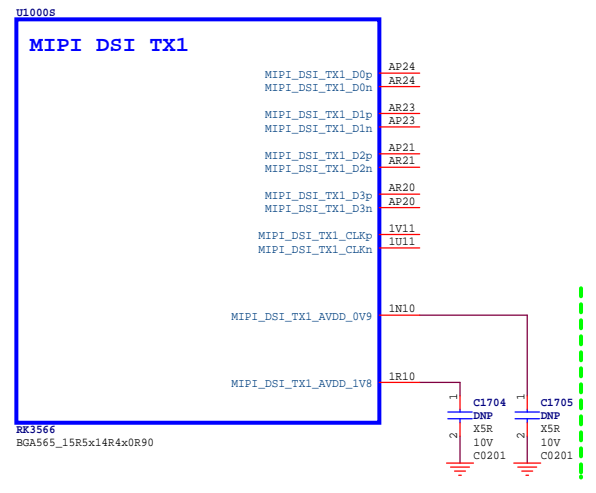 U1000S
MIPI DSI TX1
MIPI_DSI_TX1_D0p AP24
MIPI_DSI_TX1_D0n AR24
MIPI_DSI_TX1_D1p AR23
MIPI_DSI_TX1_D1n AP23
MIPI_DSI_TX1_D2p AP21
MIPI_DSI_TX1_D2n AR21
MIPI_DSI_TX1_D3p AR20
MIPI_DSI_TX1_D3n AP20
MIPI_DSI_TX1_CLKp 1V11
MIPI_DSI_TX1_CLKn 1U11
MIPI_DSI_TX1_AVDD_0V9 1N10
MIPI_DSI_TX1_AVDD_1V8 1R10
1 C1704 1 C1705
DNP DNP
X5R X5R
2 10V 2 10V
C0201 C0201
RK3566
BGA565_15R5x14R4x0R90